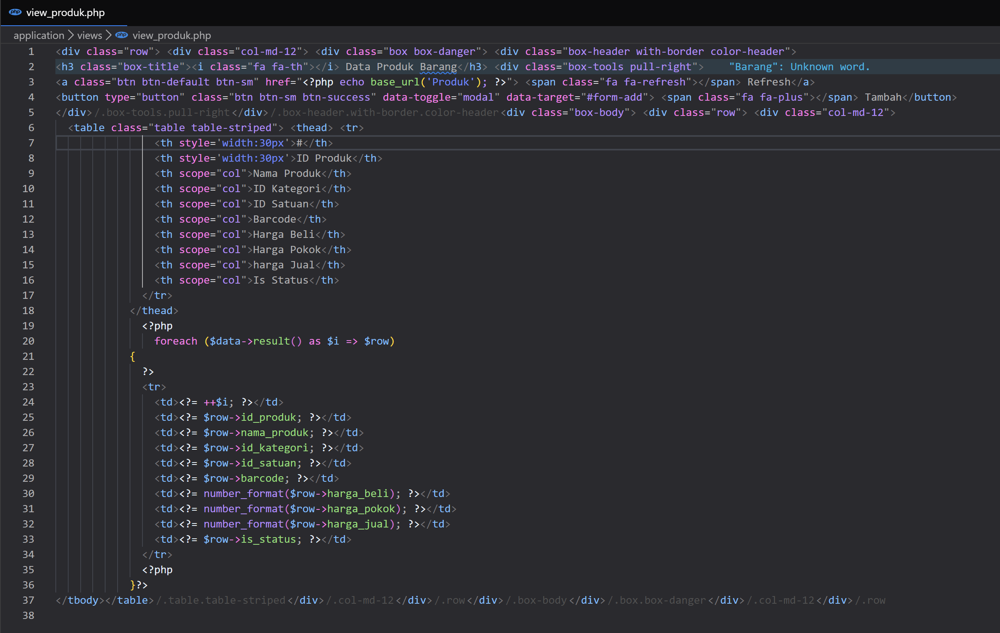 view_produk.php
application > views > view_produk.php
1 <div class="row"> <div class="col-md-12"> <div class="box box-danger"> <div class="box-header with-border color-header">
2 <h3 class="box-title"><i class="fa fa-th"></i> Data Produk Barang</h3> <div class="box-tools pull-right"> "Barang": Unknown word.
3 <a class="btn btn-default btn-sm" href="<?php echo base_url('Produk'); ?>"> <span class="fa fa-refresh"></span> Refresh</a>
4 <button type="button" class="btn btn-sm btn-success" data-toggle="modal" data-target="#form-add"> <span class="fa fa-plus"></span> Tambah</button>
5 </div>/.box-tools.pull-right</div>/.box-header.with-border.color-header<div class="box-body"> <div class="row"> <div class="col-md-12">
6   <table class="table table-striped"> <thead> <tr>
7                 <th style='width:30px'>#</th>
8                 <th style='width:30px'>ID Produk</th>
9                 <th scope="col">Nama Produk</th>
10                 <th scope="col">ID Kategori</th>
11                 <th scope="col">ID Satuan</th>
12                 <th scope="col">Barcode</th>
13                 <th scope="col">Harga Beli</th>
14                 <th scope="col">Harga Pokok</th>
15                 <th scope="col">harga Jual</th>
16                 <th scope="col">Is Status</th>
17               </tr>
18             </thead>
19               <?php
20                 foreach ($data->result() as $i => $row)
21             {
22               ?>
23               <tr>
24                 <td><?= ++$i; ?></td>
25                 <td><?= $row->id_produk; ?></td>
26                 <td><?= $row->nama_produk; ?></td>
27                 <td><?= $row->id_kategori; ?></td>
28                 <td><?= $row->id_satuan; ?></td>
29                 <td><?= $row->barcode; ?></td>
30                 <td><?= number_format($row->harga_beli); ?></td>
31                 <td><?= number_format($row->harga_pokok); ?></td>
32                 <td><?= number_format($row->harga_jual); ?></td>
33                 <td><?= $row->is_status; ?></td>
34               </tr>
35               <?php
36             }?>
37 </tbody></table>/.table.table-striped</div>/.col-md-12</div>/.row</div>/.box-body</div>/.box.box-danger</div>/.col-md-12</div>/.row
38